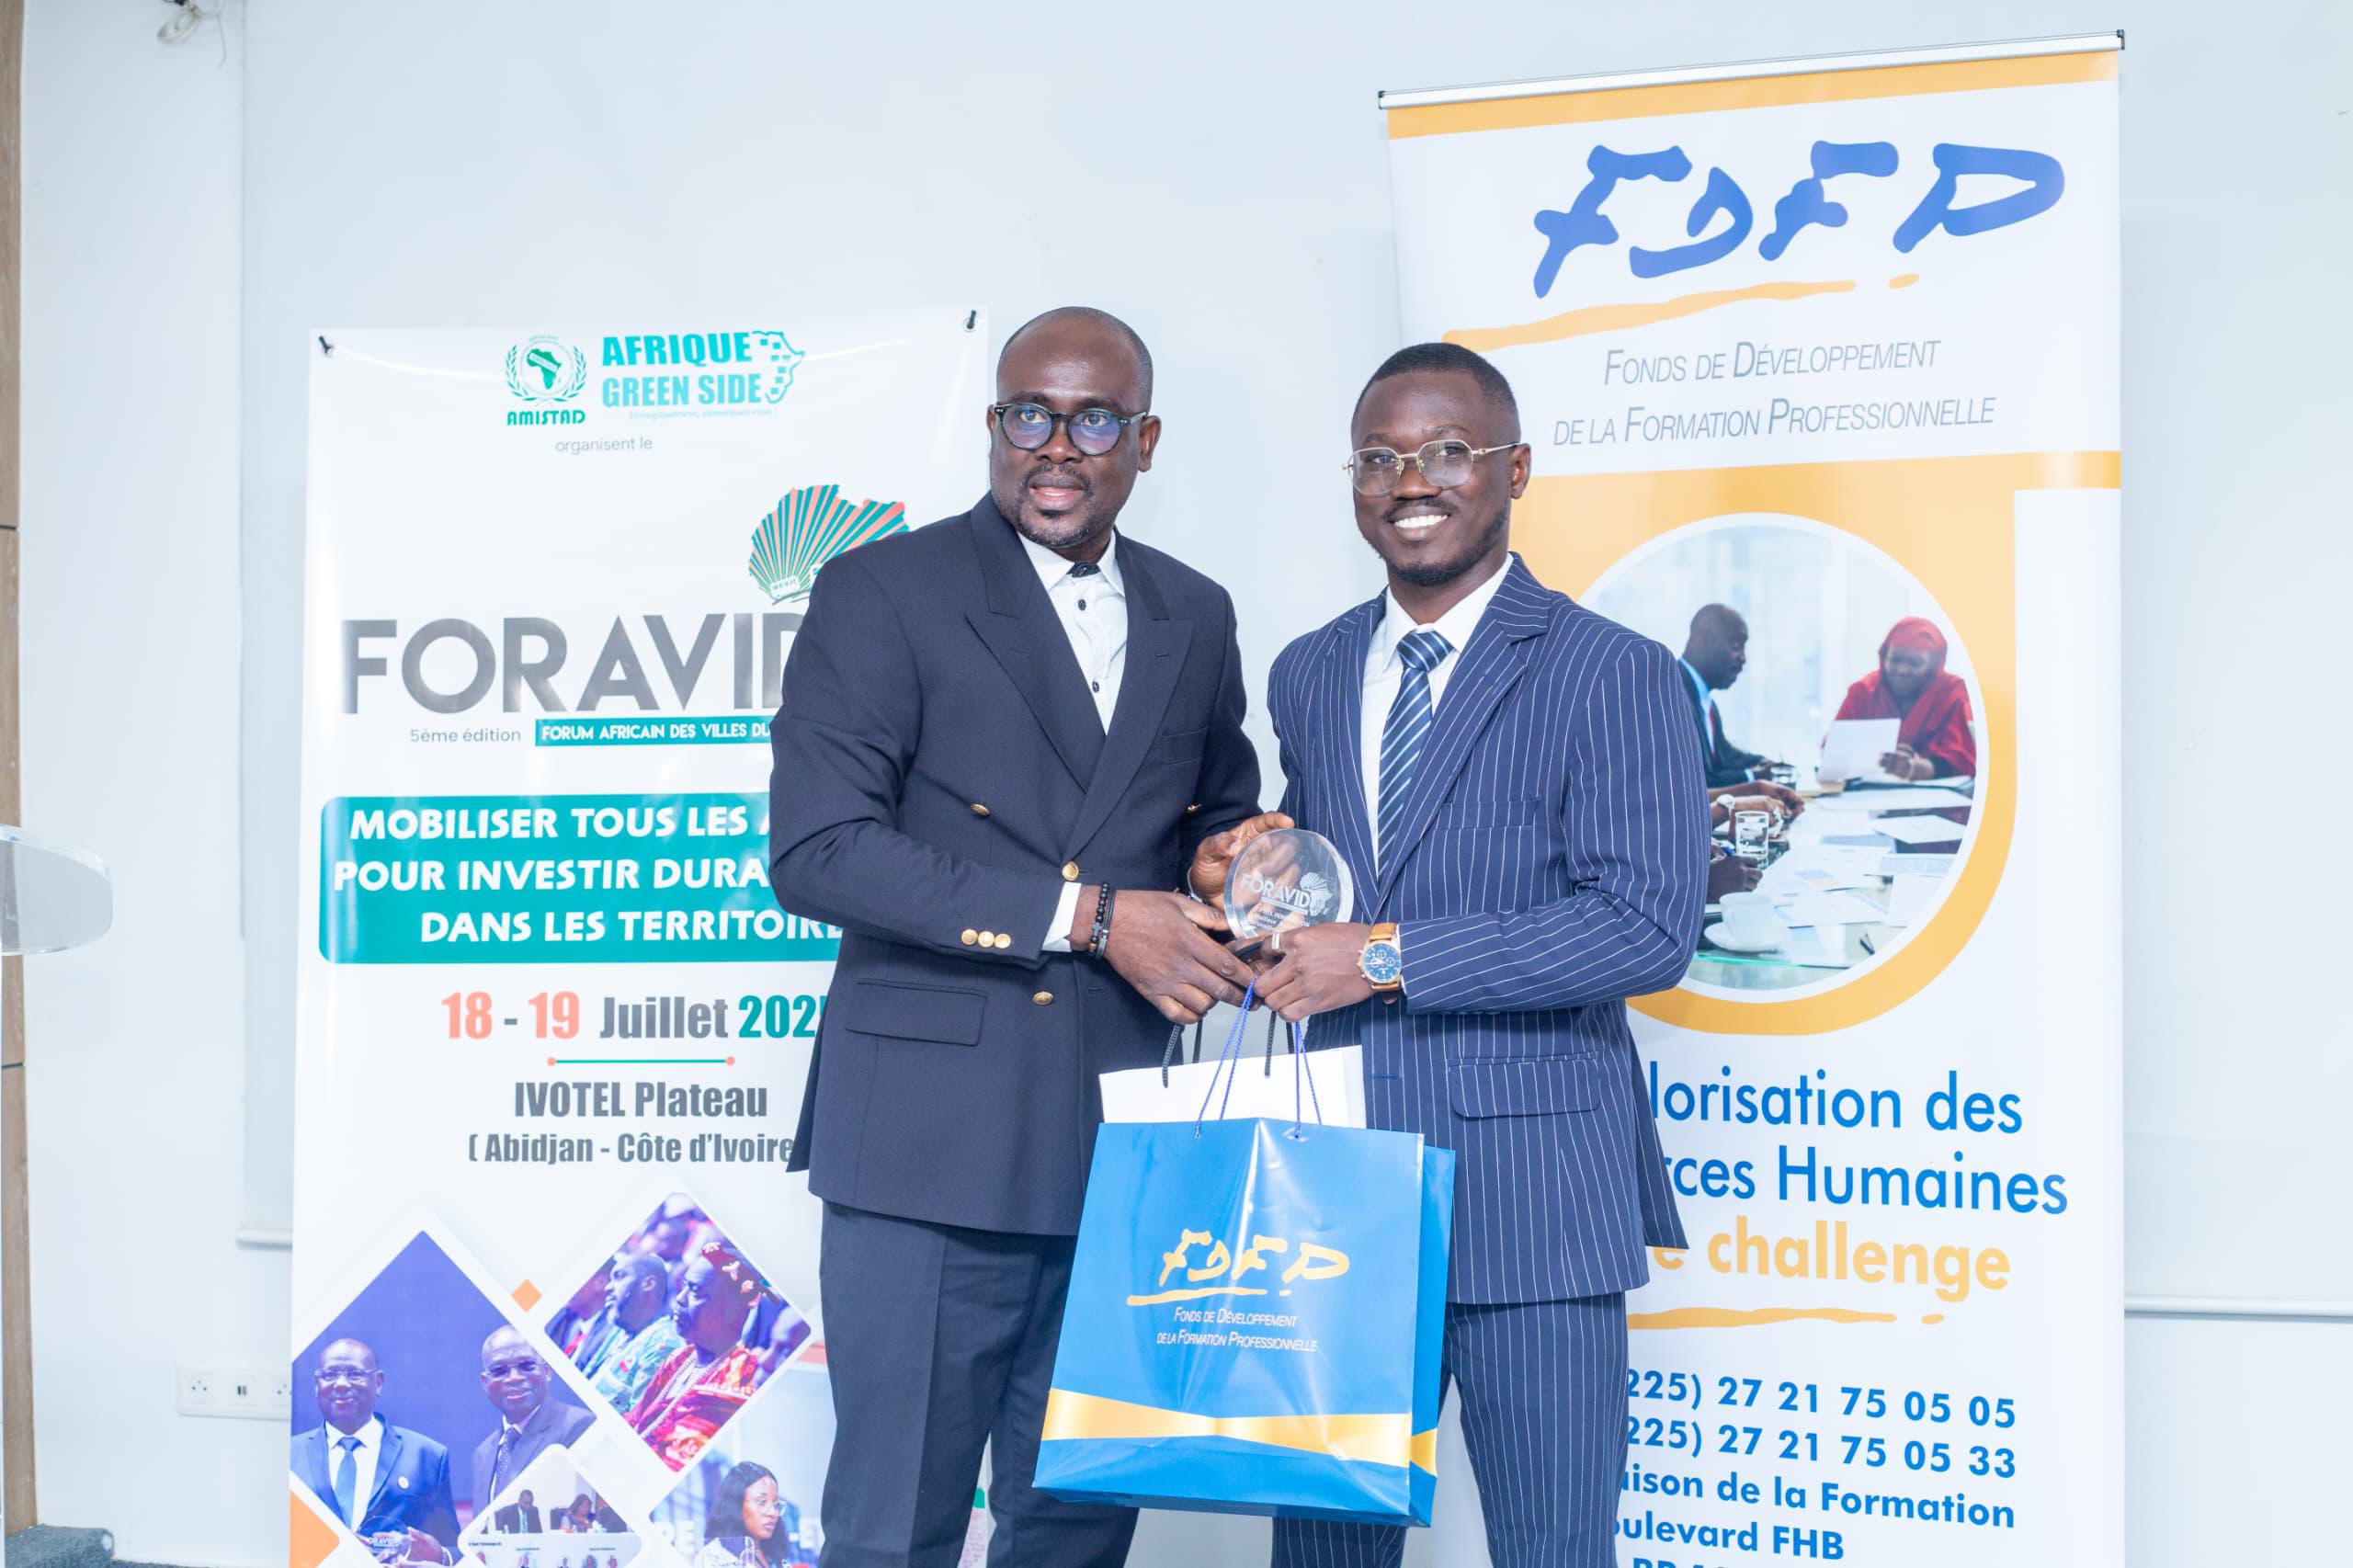 AMISTAD
AFRIQUE
GREEN SIDE
organisent le
FORAVID
5ème édition
FORUM AFRICAIN DES VILLES DU
MOBILISER TOUS LES
POUR INVESTIR DURA
DANS LES TERRITOIRE
18 - 19 Juillet 202
IVOTEL Plateau
( Abidjan - Côte d'Ivoire
FDFP
FONDS DE DÉVELOPPEMENT
DE LA FORMATION PROFESSIONNELLE
lorisation des
rces Humaines
e challenge
225) 27 21 75 05 05
225) 27 21 75 05 33
ison de la Formation
ulevard FHB
FORAVID
FDFP
FONDS DE DÉVELOPPEMENT
DE LA FORMATION PROFESSIONNELLE